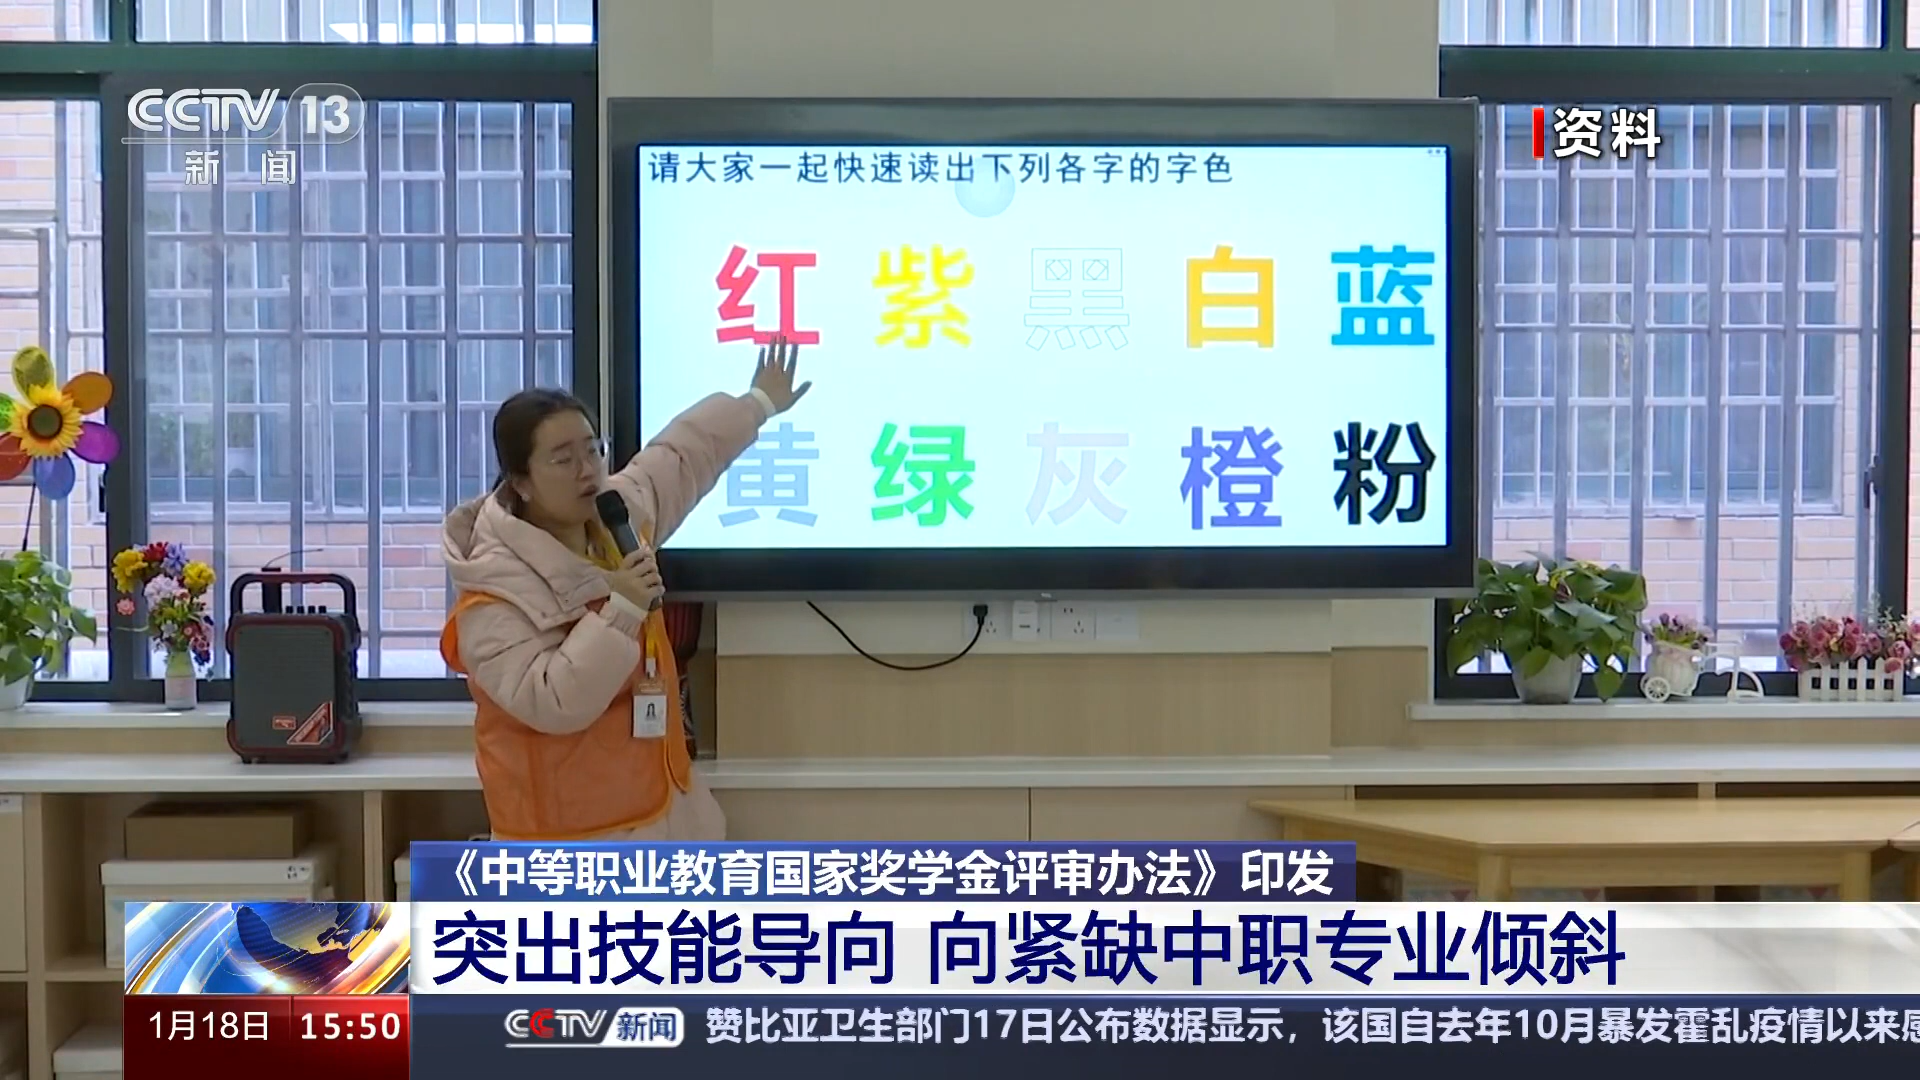 CCTV 13
新闻
资料
请大家一起快速读出下列各字的字色
红 紫 黑 白 蓝
黄 绿 灰 橙 粉
《中等职业教育国家奖学金评审办法》印发
突出技能导向 向紧缺中职专业倾斜
1月18日 15:50 CCTV 新闻 赞比亚卫生部门17日公布数据显示，该国自去年10月暴发霍乱疫情以来感